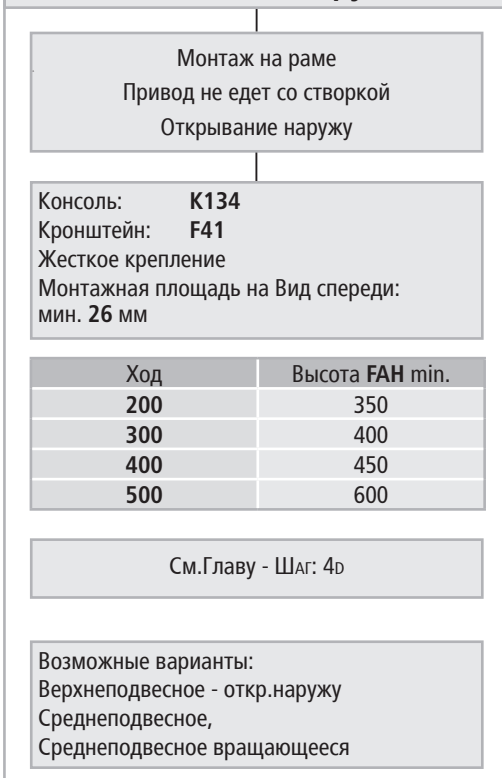 Монтаж на раме
Привод не едет со створкой
Открывание наружу
Консоль: K134
Кронштейн: F41
Жесткое крепление
Монтажная площадь на Вид спереди:
мин. 26 мм
Ход Высота FAH min.
200 350
300 400
400 450
500 600
См.Главу - Шаг: 4D
Возможные варианты:
Верхнеподвесное - откр.наружу
Среднеподвесное,
Среднеподвесное вращающееся